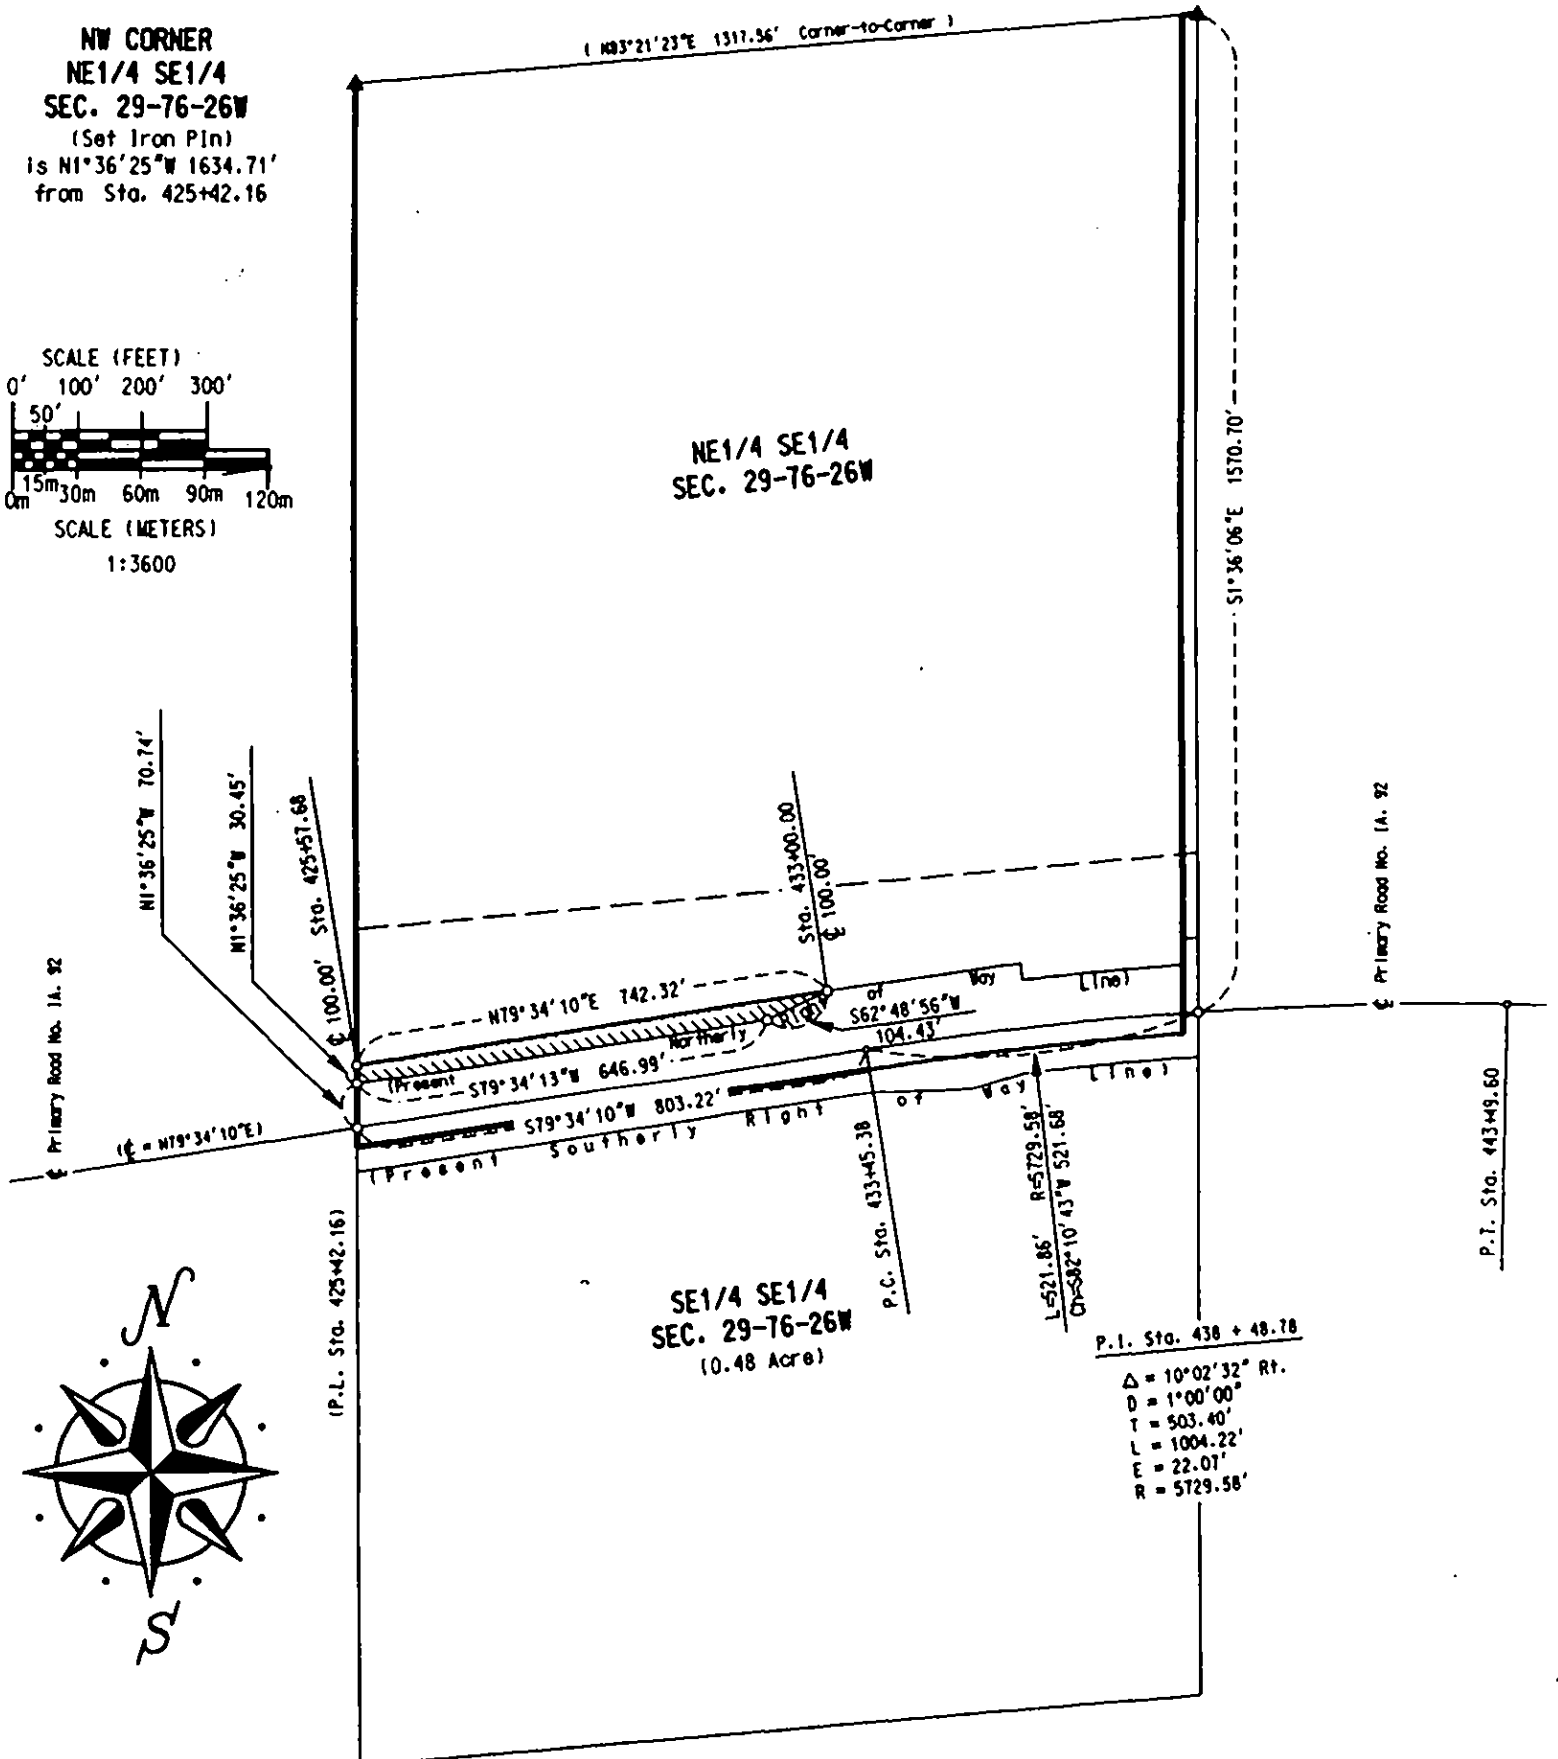 ( N83°21'23"E 1317.56' Corner-to-Corner )
NW CORNER
NE1/4 SE1/4
SEC. 29-76-26W
(Set Iron Pin)
is N1°36'25"W 1634.71'
from Sta. 425+42.16
SCALE (FEET)
0' 100' 200' 300'
50'
15m
0m 30m 60m 90m 120m
SCALE (METERS)
1:3600
NE1/4 SE1/4
SEC. 29-76-26W
S1°36'06"E 1570.70'
N1°36'25"W 70.74'
N1°36'25"W 30.45'
Sta. 425+57.68
℄ 100.00'
Sta. 433+00.00
℄ 100.00'
℄ Primary Road No. IA. 92
℄ Primary Road No. IA. 92
N79°34'10"E 742.32'
(Present Northerly Right of Way Line)
S62°48'56"W
104.43'
S79°34'13"W 646.99'
S79°34'10"W 803.22'
(Present Southerly Right of Way Line)
(℄ = N79°34'10"E)
(P.L. Sta. 425+42.16)
P.C. Sta. 433+45.38
L=521.86' R=5729.58'
Ch=S82°10'43"W 521.68'
P.T. Sta. 443+49.60
SE1/4 SE1/4
SEC. 29-76-26W
(0.48 Acre)
P.I. Sta. 438 + 48.78
Δ = 10°02'32" Rt.
D = 1°00'00"
T = 503.40'
L = 1004.22'
E = 22.07'
R = 5729.58'
N
S